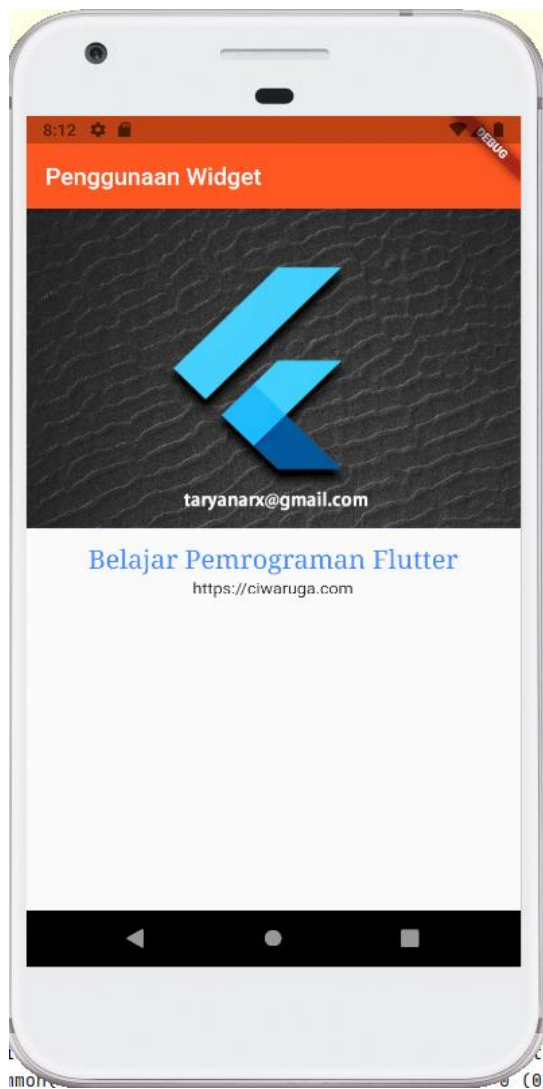 8:12
DEBUG
Penggunaan Widget
taryanarx@gmail.com
Belajar Pemrograman Flutter
https://ciwaruga.com